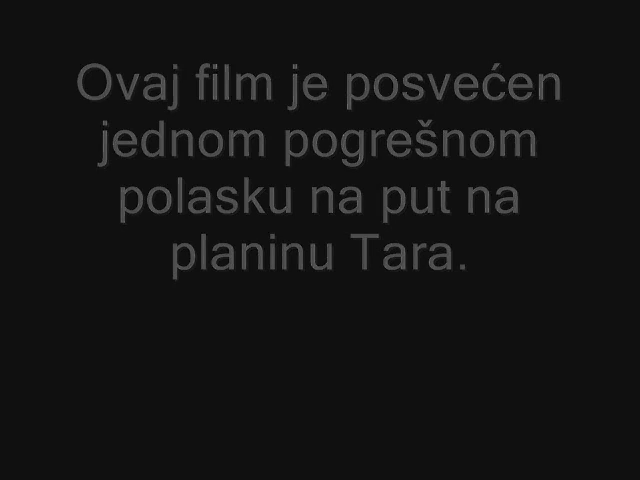 Ovaj film je posvećen
jednom pogrešnom
polasku na put na
planinu Tara.